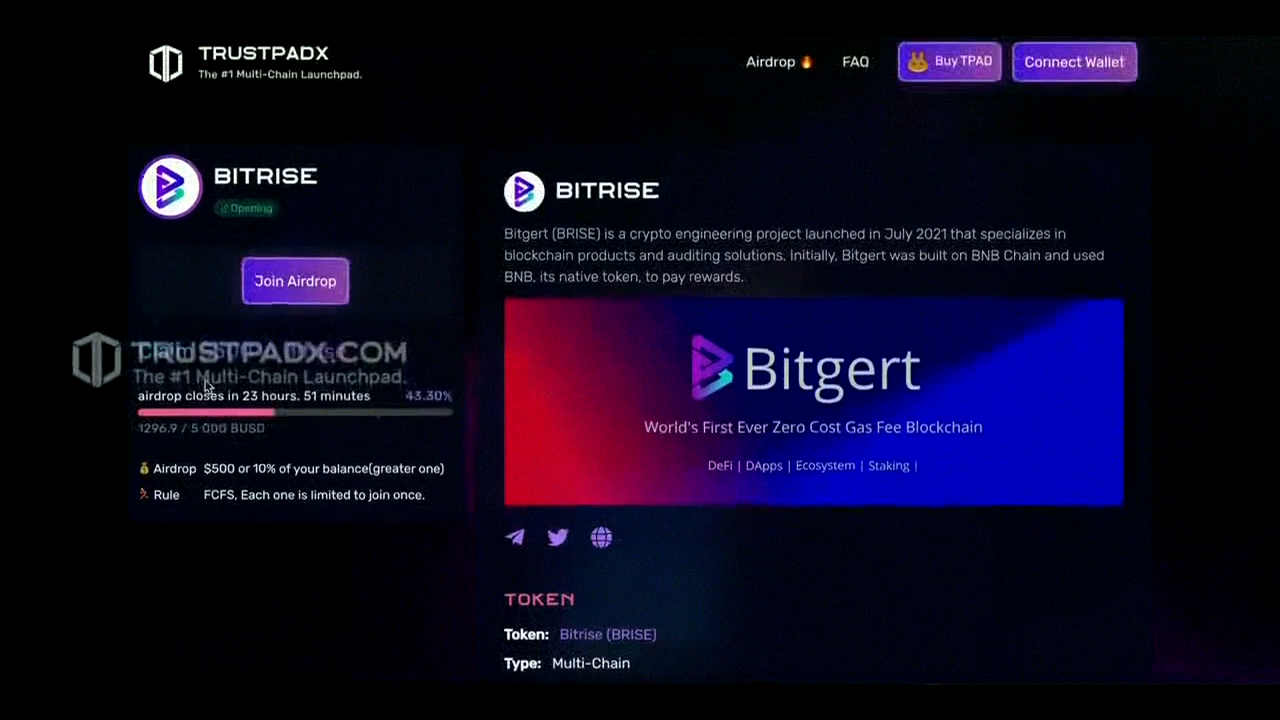 TRUSTPADX
The #1 Multi-Chain Launchpad.
Airdrop FAQ Buy TPAD Connect Wallet
BITRISE
Opening
Join Airdrop
TRUSTPADX.COM
The #1 Multi-Chain Launchpad.
airdrop closes in 23 hours, 51 minutes 43.30%
1296.9 / 5 000 BUSD
Airdrop $500 or 10% of your balance(greater one)
Rule FCFS, Each one is limited to join once.
BITRISE
Bitgert (BRISE) is a crypto engineering project launched in July 2021 that specializes in
blockchain products and auditing solutions. Initially, Bitgert was built on BNB Chain and used
BNB, its native token, to pay rewards.
Bitgert
World's First Ever Zero Cost Gas Fee Blockchain
DeFi | DApps | Ecosystem | Staking |
TOKEN
Token: Bitrise (BRISE)
Type: Multi-Chain